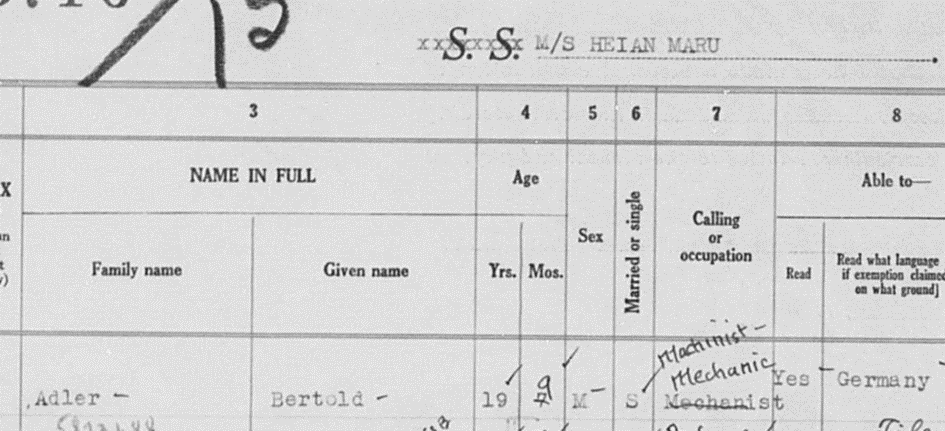 S. S. M/S HEIAN MARU
3 4 5 6 7 8
NAME IN FULL
Age
Sex
Married or single
Calling
or
occupation
Able to—
Family name
Given name
Yrs.
Mos.
Read
Read what language
if exemption claimed
on what ground]
Machinist -
Mechanic
Adler -
Bertold -
19
9
M -
S
Mechanist
Yes -
Germany